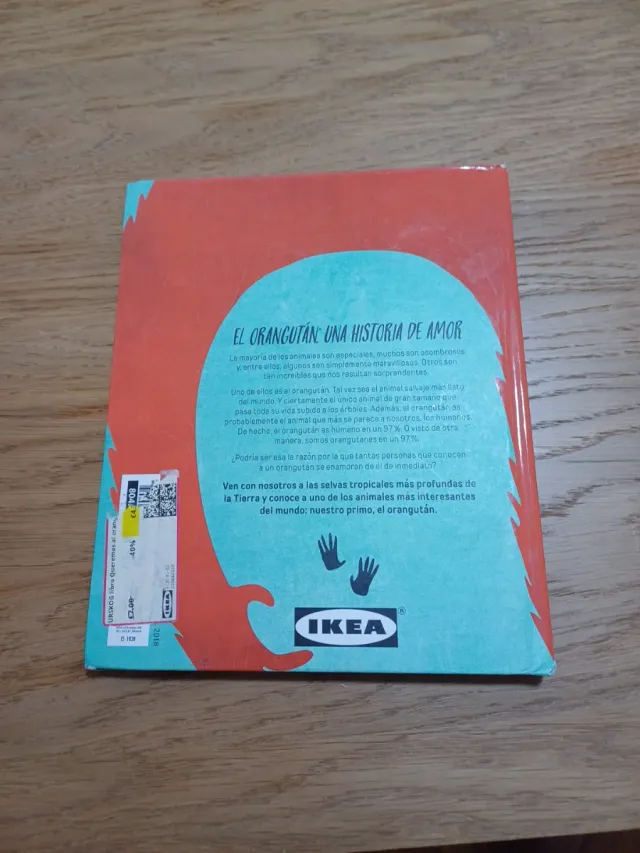 EL ORANGUTÁN: UNA HISTORIA DE AMOR
La mayoría de los animales son especiales, muchos son asombrosos
y, entre ellos, algunos son simplemente maravillosos. Otros son
tan increíbles que nos resultan sorprendentes.
Uno de ellos es el orangután. Tal vez sea el animal salvaje más listo
del mundo. Y ciertamente el único animal de gran tamaño que
pasa toda su vida subido a los árboles. Además, el orangután es
probablemente el animal que más se parece a nosotros, los humanos.
De hecho, el orangután es humano en un 97 %. O visto de otra
manera, somos orangutanes en un 97 %.
¿Podría ser esa la razón por la que tantas personas que conocen
a un orangután se enamoran de él de inmediato?
Ven con nosotros a las selvas tropicales más profundas de
la Tierra y conoce a uno de los animales más interesantes
del mundo: nuestro primo, el orangután.
IKEA®
URSKOG libro Queremos al orang
IKEA
2018